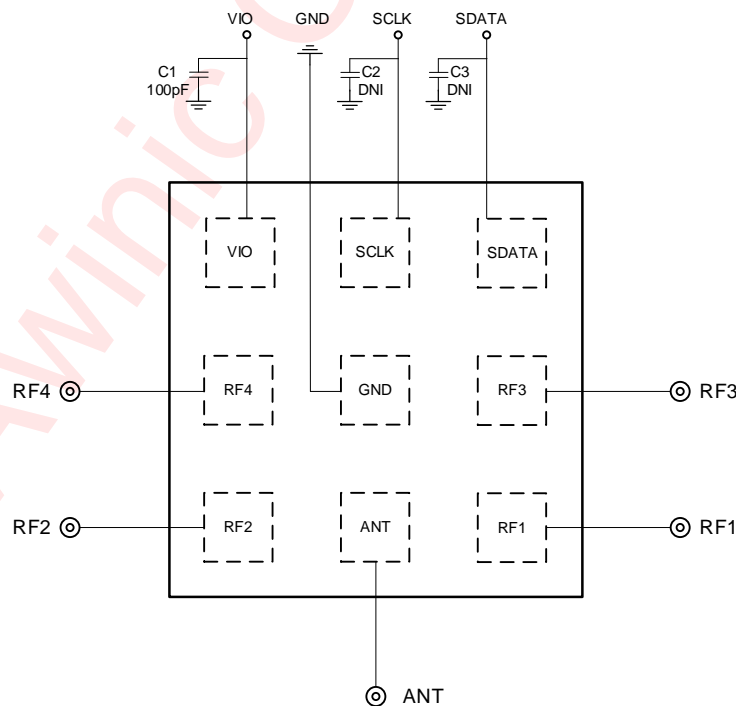 VIO GND SCLK SDATA
C1
100pF
C2
DNI
C3
DNI
VIO SCLK SDATA
RF4 RF4 GND RF3 RF3
RF2 RF2 ANT RF1 RF1
ANT
Awinic C